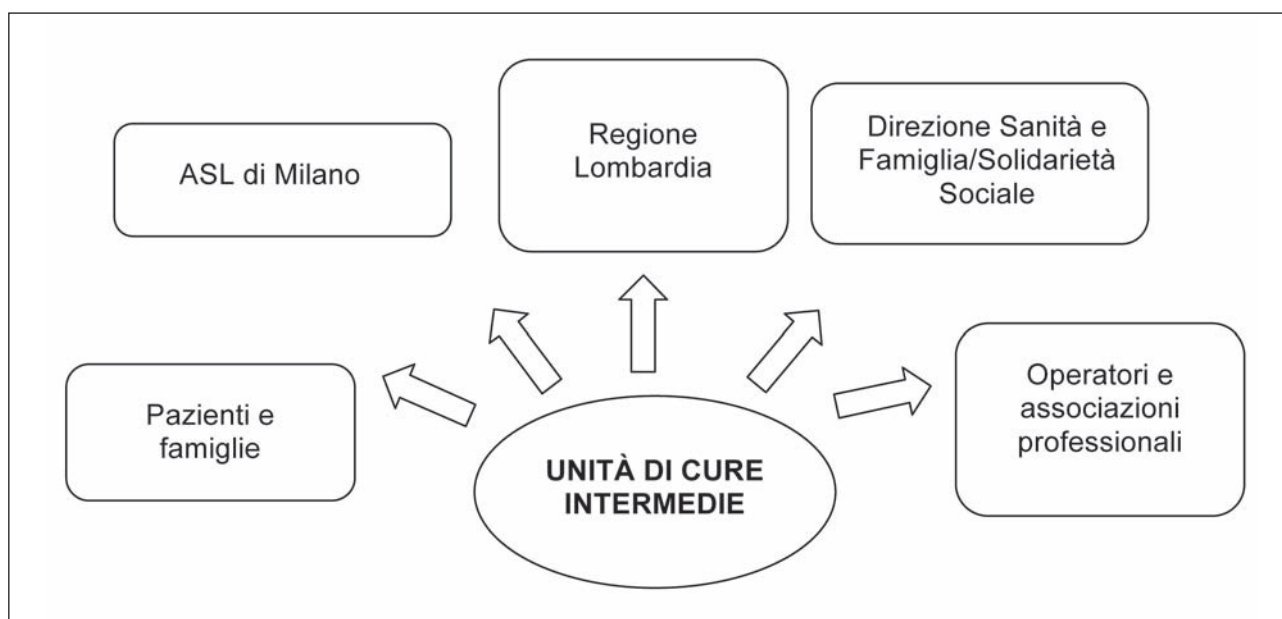 ASL di Milano
Regione
Lombardia
Direzione Sanità e
Famiglia/Solidarietà
Sociale
Pazienti e
famiglie
UNITÀ DI CURE
INTERMEDIE
Operatori e
associazioni
professionali